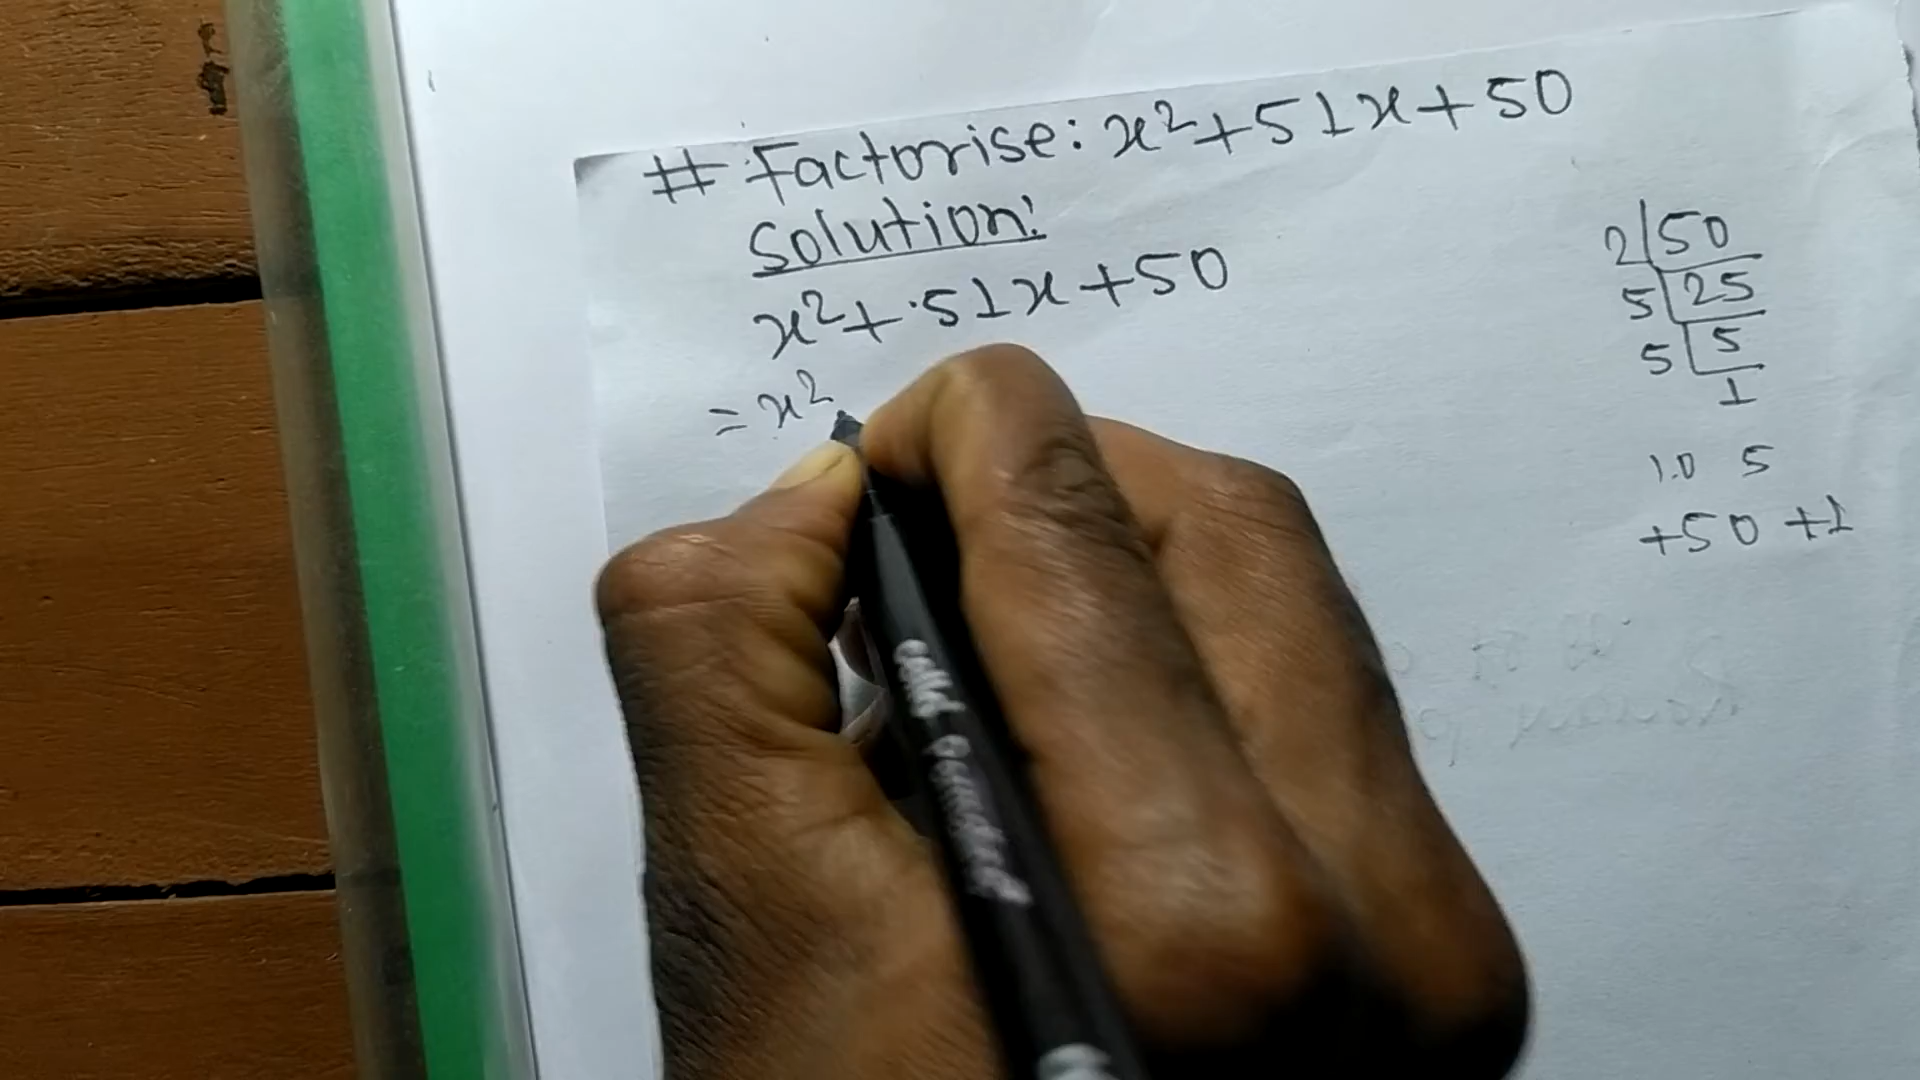 # Factorise: x²+51x+50
Solution:
x²+51x+50
= x²
2 50
5 25
5 5
1
10 5
+50 +1
cello